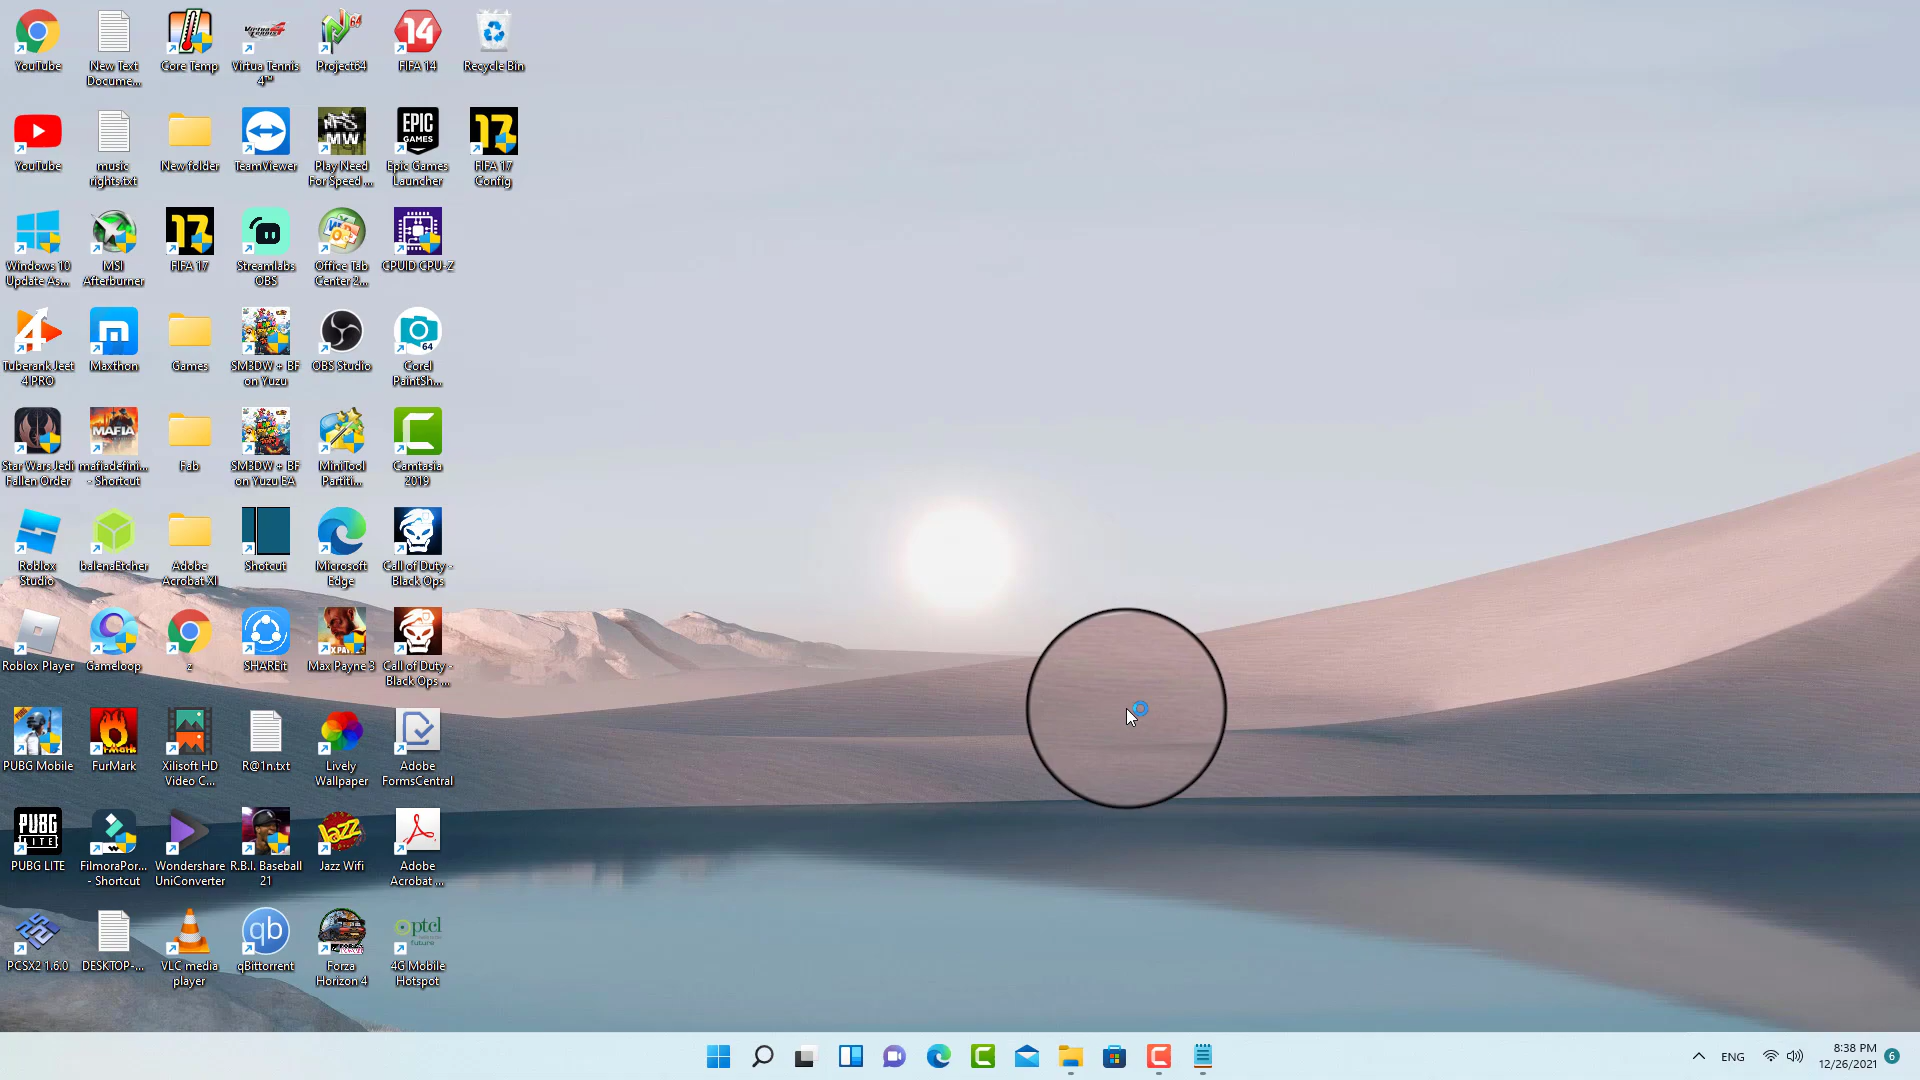 YouTube
New Text
Docume...
Core Temp
Virtua Tennis
4™
Project64
FIFA 14
Recycle Bin
YouTube
music
rights.txt
New folder
TeamViewer
Play Need
For Speed ...
Epic Games
Launcher
FIFA 17
Config
Windows 10
Update As...
MSI
Afterburner
FIFA 17
Streamlabs
OBS
Office Tab
Center 2...
CPUID CPU-Z
Tuberank Jeet
4 PRO
Maxthon
Games
SM3DW + BF
on Yuzu
OBS Studio
Corel
PaintSh...
Star Wars Jedi
Fallen Order
mafiadefini...
- Shortcut
Fab
SM3DW + BF
on Yuzu EA
MiniTool
Partiti...
Camtasia
2019
Roblox
Studio
balenaEtcher
Adobe
Acrobat XI
Shotcut
Microsoft
Edge
Call of Duty -
Black Ops
Roblox Player
Gameloop
z
SHAREit
Max Payne 3
Call of Duty -
Black Ops ...
PUBG Mobile
FurMark
Xilisoft HD
Video C...
R@1n.txt
Lively
Wallpaper
Adobe
FormsCentral
PUBG LITE
FilmoraPor...
- Shortcut
Wondershare
UniConverter
R.B.I. Baseball
21
Jazz Wifi
Adobe
Acrobat ...
PCSX2 1.6.0
DESKTOP-...
VLC media
player
qBittorrent
Forza
Horizon 4
4G Mobile
Hotspot
ENG
8:38 PM
12/26/2021
6